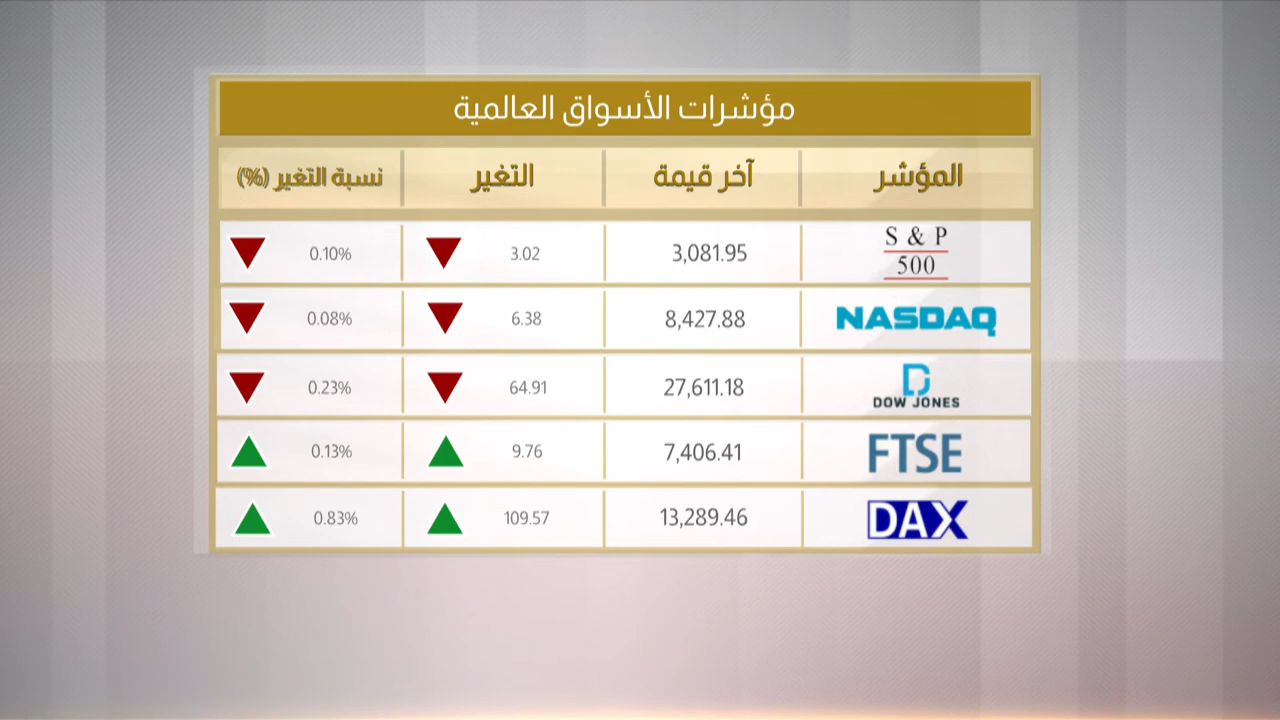 مؤشرات الأسواق العالمية
المؤشر آخر قيمة التغير نسبة التغير (%)
S & P 500 3,081.95 3.02 0.10%
NASDAQ 8,427.88 6.38 0.08%
DOW JONES 27,611.18 64.91 0.23%
FTSE 7,406.41 9.76 0.13%
DAX 13,289.46 109.57 0.83%